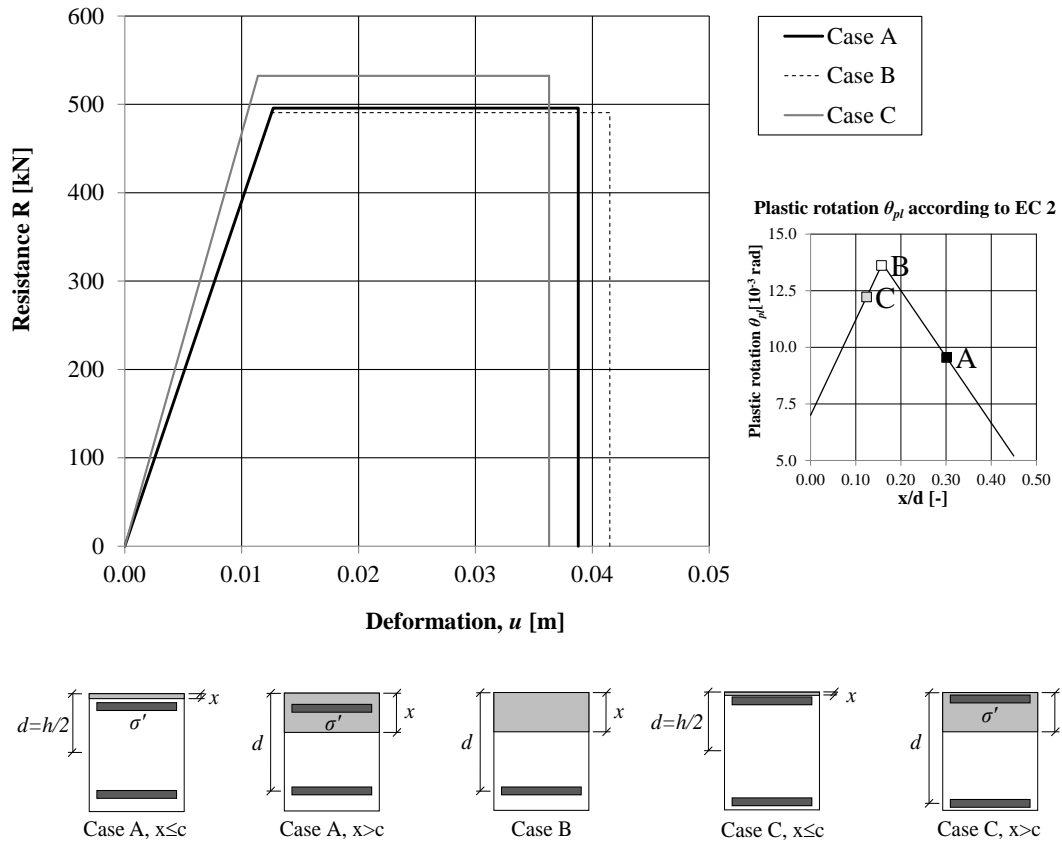 600
500
400
300
200
100
0
Resistance R [kN]
0.00 0.01 0.02 0.03 0.04 0.05
Deformation, u [m]
Case A
Case B
Case C
Plastic rotation θpl according to EC 2
15.0
12.5
10.0
7.5
5.0
Plastic rotation θpl[10-3 rad]
B
C
A
0.00 0.10 0.20 0.30 0.40 0.50
x/d [-]
x
d=h/2
σ'
Case A, x≤c
x
d
σ'
Case A, x>c
x
d
Case B
x
d=h/2
Case C, x≤c
d
σ'
Case C, x>c